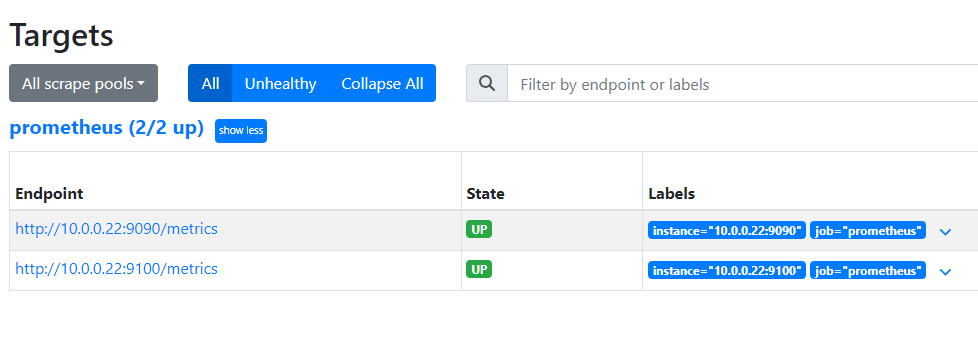 Targets
All scrape pools All Unhealthy Collapse All Filter by endpoint or labels
prometheus (2/2 up) show less
Endpoint State Labels
http://10.0.0.22:9090/metrics UP instance="10.0.0.22:9090" job="prometheus"
http://10.0.0.22:9100/metrics UP instance="10.0.0.22:9100" job="prometheus"